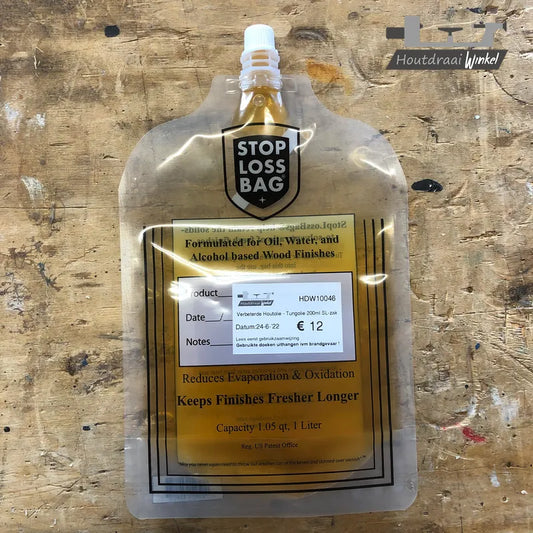 Houtdraai Winkel
STOP
LOSS
BAG
Formulated for Oil, Water, and
Alcohol based Wood Finishes
Product
Houtdraai Winkel
HDW10046
Verbeterde Houtolie - Tungolie 200ml SL-zak
Date
Datum:24-6-'22
€ 12
Notes
Lees eerst gebruiksaanwijzing
Gebruikte doeken uithangen ivm brandgevaar !
Reduces Evaporation & Oxidation
Keeps Finishes Fresher Longer
Capacity 1.05 qt, 1 Liter
Reg. US Patent Office